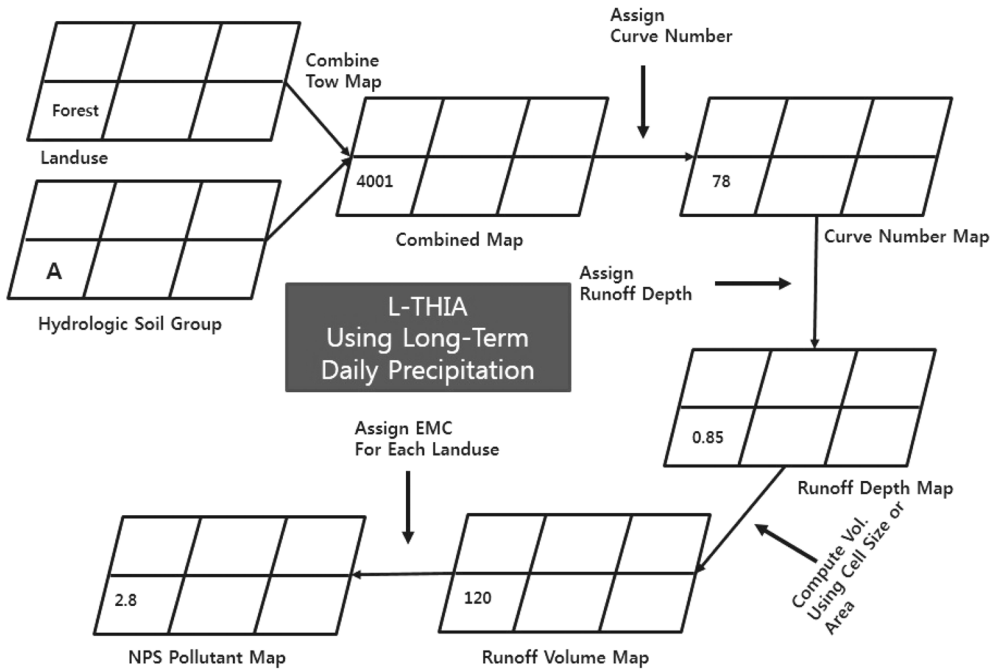 Assign
Curve Number
Combine
Tow Map
Forest
Landuse
4001
78
Combined Map
Curve Number Map
A
Hydrologic Soil Group
Assign
Runoff Depth
L-THIA
Using Long-Term
Daily Precipitation
0.85
Runoff Depth Map
Assign EMC
For Each Landuse
Compute Vol.
Using Cell Size or
Area
2.8
120
NPS Pollutant Map
Runoff Volume Map